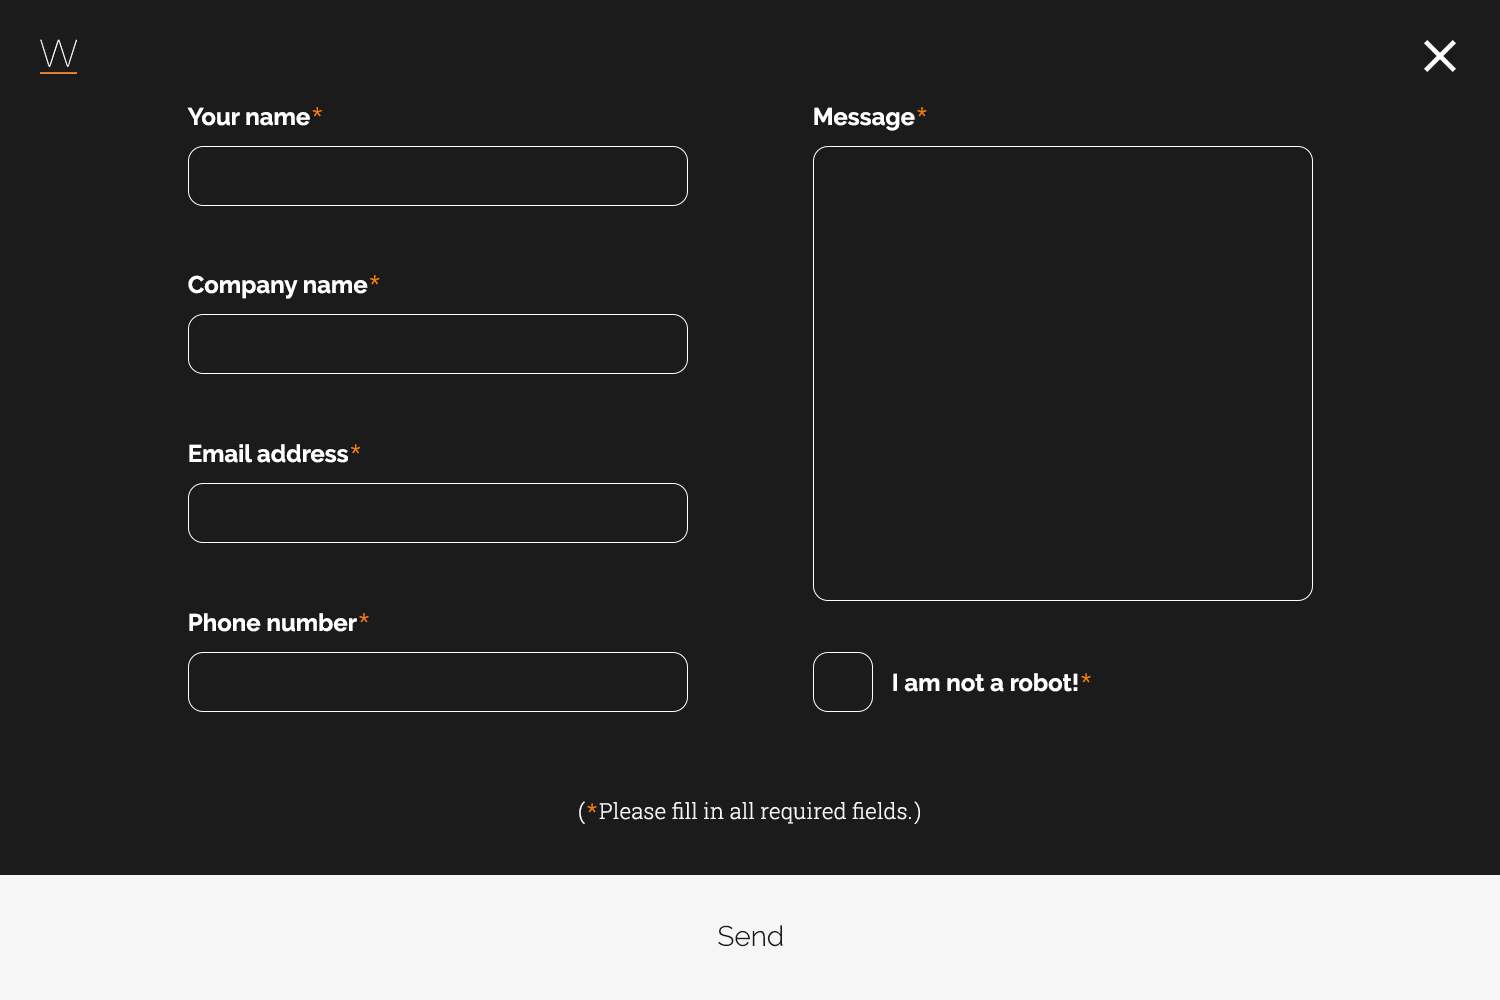 W
Your name*
Company name*
Email address*
Phone number*
Message*
I am not a robot!*
(*Please fill in all required fields.)
Send